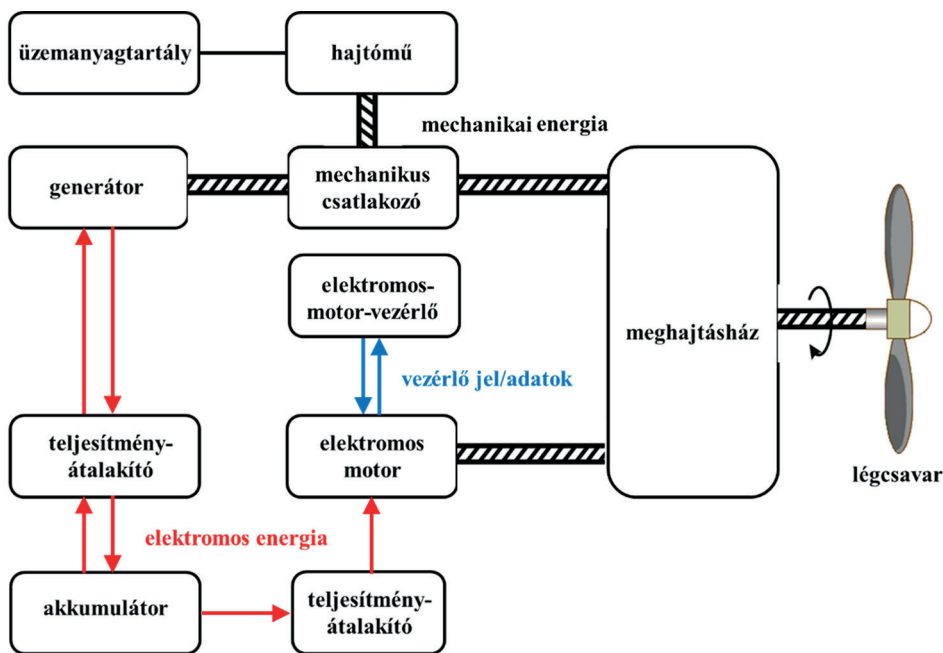 üzemanyagtartály
hajtómű
mechanikai energia
generátor
mechanikus
csatlakozó
elektromos-
motor-vezérlő
meghajtásház
vezérlő jel/adatok
teljesítmény-
átalakító
elektromos
motor
légcsavar
elektromos energia
akkumulátor
teljesítmény-
átalakító